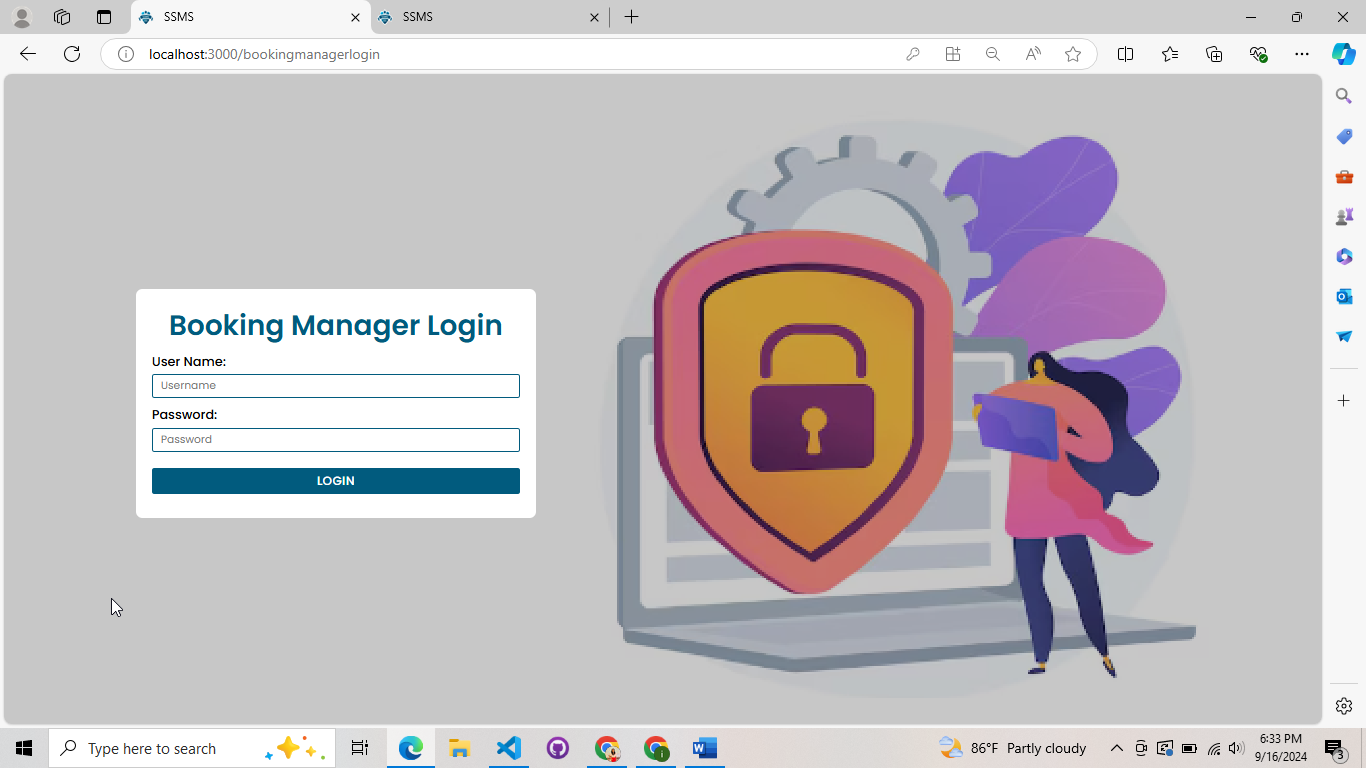 SSMS
SSMS
localhost:3000/bookingmanagerlogin
Booking Manager Login
User Name:
Username
Password:
Password
LOGIN
Type here to search
86°F Partly cloudy
6:33 PM
9/16/2024
3